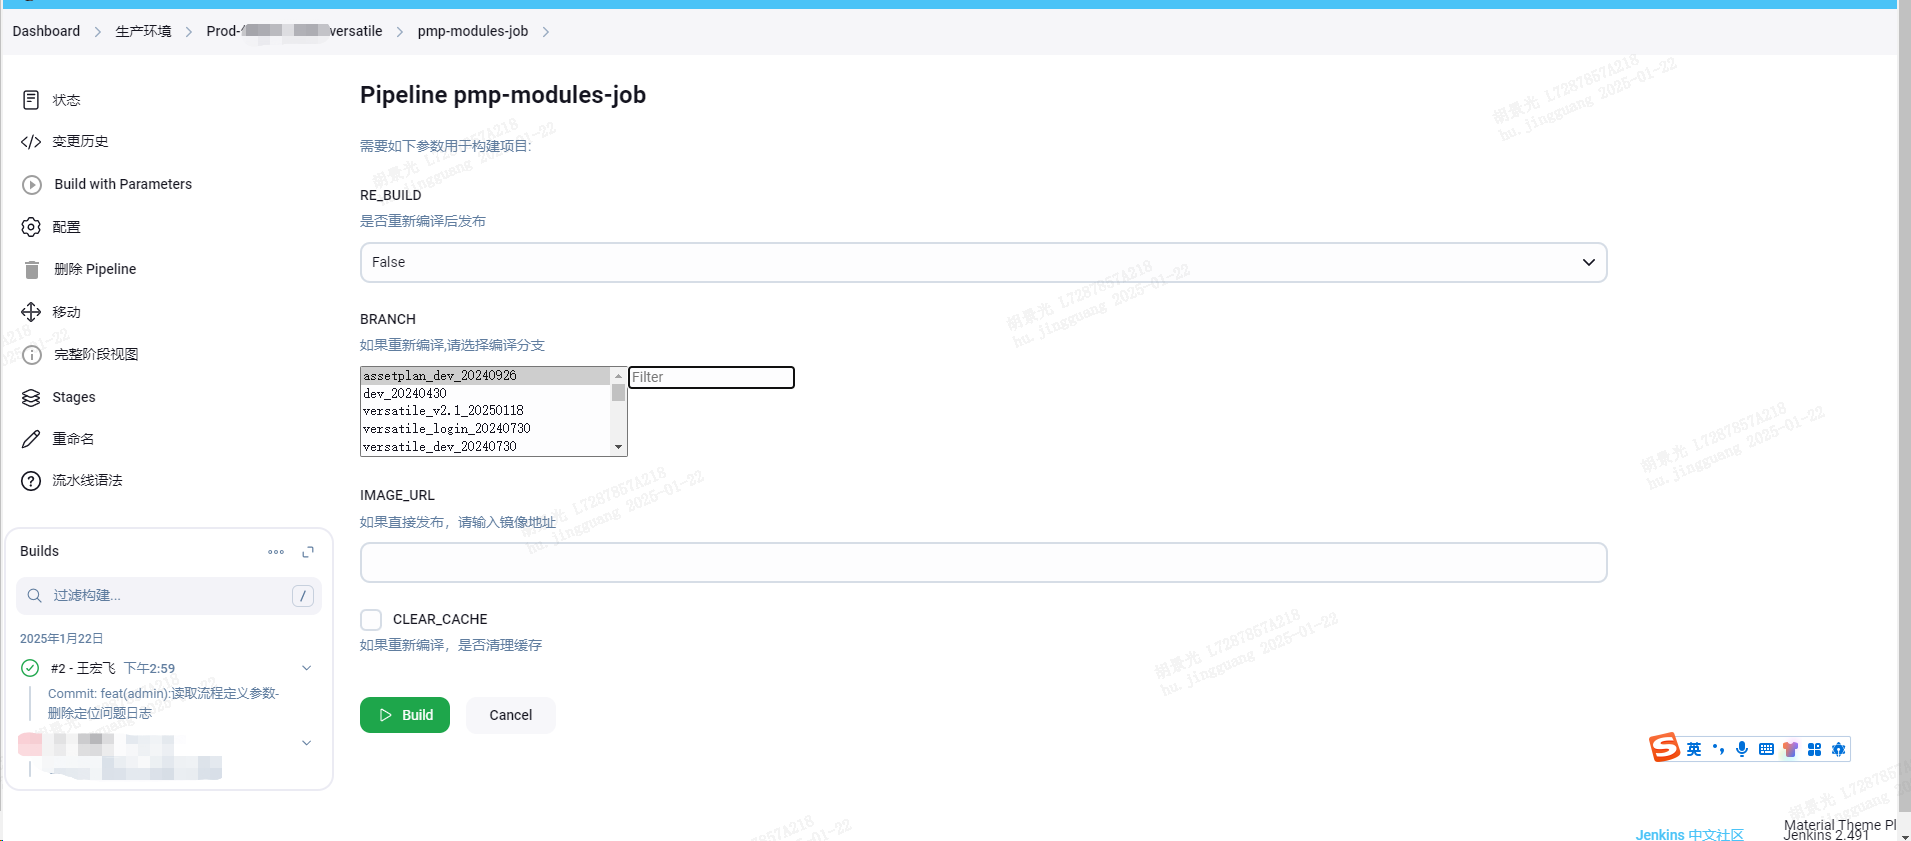 Dashboard > 生产环境 > Prod- versatile > pmp-modules-job >
状态
变更历史
Build with Parameters
配置
删除 Pipeline
移动
完整阶段视图
Stages
重命名
流水线语法
Builds
过滤构建... /
2025年1月22日
#2 - 王宏飞 下午2:59
Commit: feat(admin):读取流程定义参数-
删除定位问题日志
Pipeline pmp-modules-job
需要如下参数用于构建项目:
RE_BUILD
是否重新编译后发布
False
BRANCH
如果重新编译,请选择编译分支
assetplan_dev_20240926
dev_20240430
versatile_v2.1_20250118
versatile_login_20240730
versatile_dev_20240730
Filter
IMAGE_URL
如果直接发布，请输入镜像地址
CLEAR_CACHE
如果重新编译，是否清理缓存
Build Cancel
英
Jenkins 中文社区
Material Theme Pl
Jenkins 2.491
胡景光 L7287857A218
hu.jingguang 2025-01-22